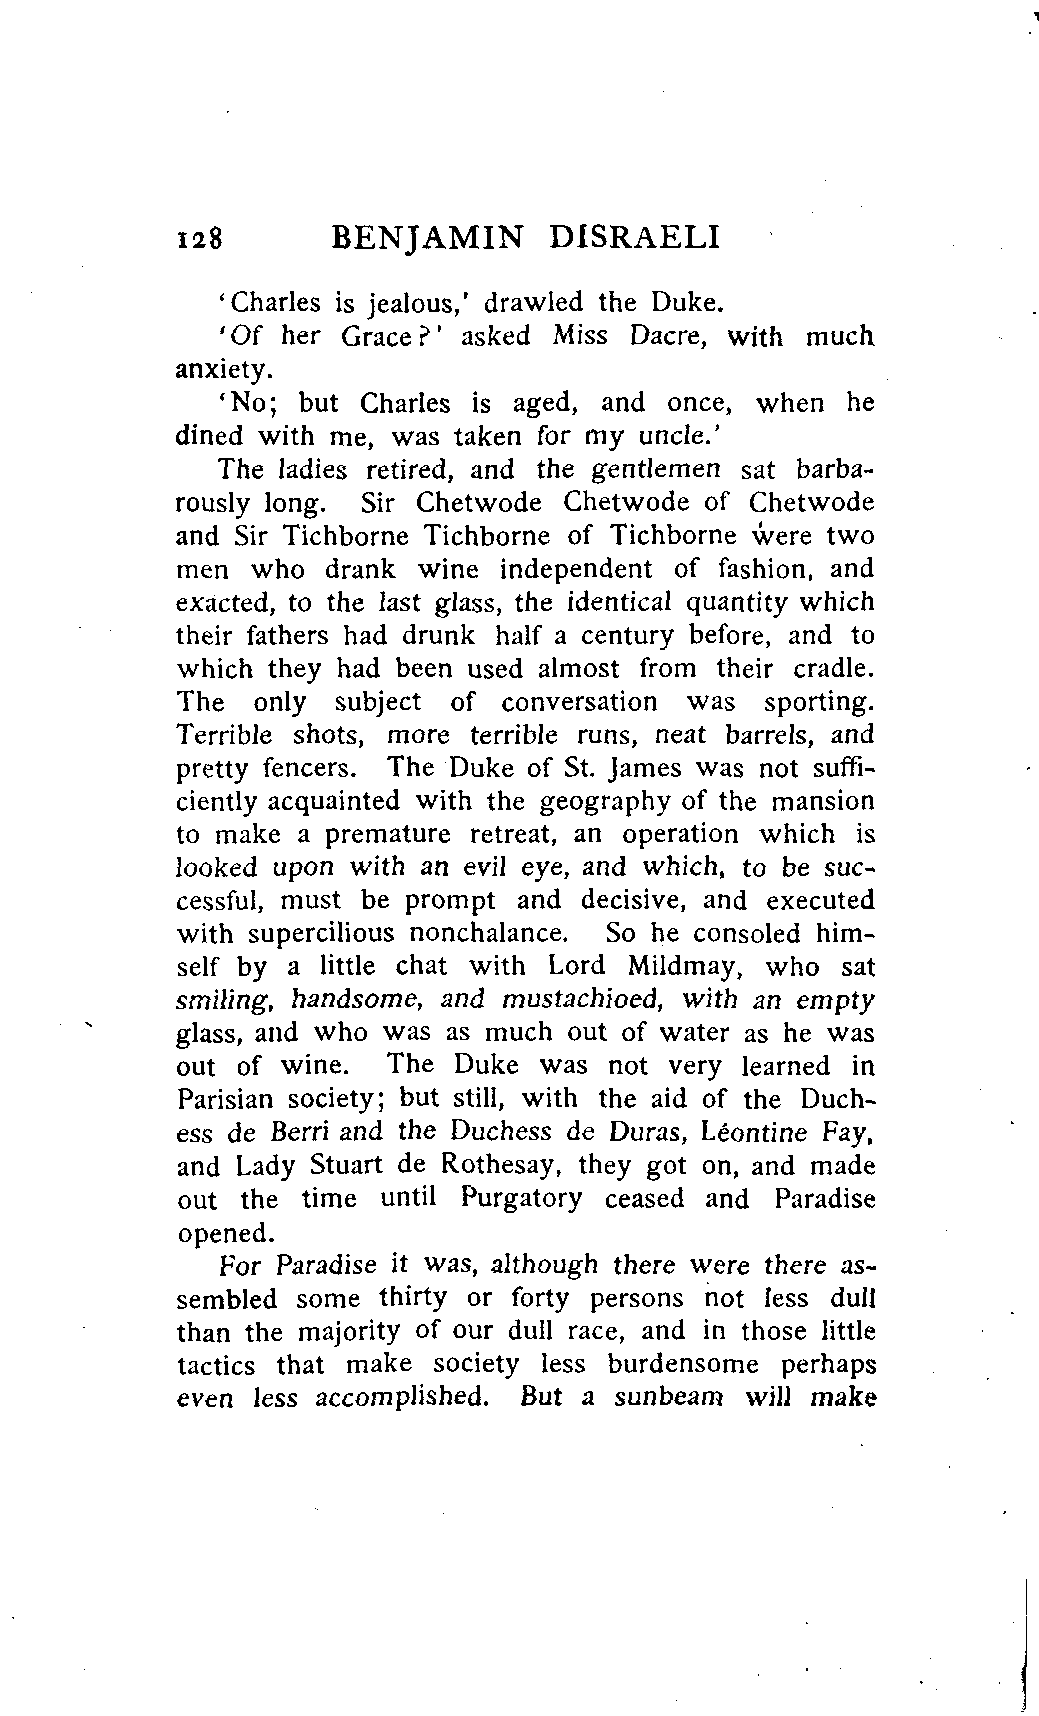 128 BENJAMIN DISRAELI
'Charles is jealous,' drawled the Duke.
'Of her Grace?' asked Miss Dacre, with much
anxiety.
'No; but Charles is aged, and once, when he
dined with me, was taken for my uncle.'
The ladies retired, and the gentlemen sat barba-
rously long. Sir Chetwode Chetwode of Chetwode
and Sir Tichborne Tichborne of Tichborne were two
men who drank wine independent of fashion, and
exacted, to the last glass, the identical quantity which
their fathers had drunk half a century before, and to
which they had been used almost from their cradle.
The only subject of conversation was sporting.
Terrible shots, more terrible runs, neat barrels, and
pretty fencers. The Duke of St. James was not suffi-
ciently acquainted with the geography of the mansion
to make a premature retreat, an operation which is
looked upon with an evil eye, and which, to be suc-
cessful, must be prompt and decisive, and executed
with supercilious nonchalance. So he consoled him-
self by a little chat with Lord Mildmay, who sat
smiling, handsome, and mustachioed, with an empty
glass, and who was as much out of water as he was
out of wine. The Duke was not very learned in
Parisian society; but still, with the aid of the Duch-
ess de Berri and the Duchess de Duras, Léontine Fay,
and Lady Stuart de Rothesay, they got on, and made
out the time until Purgatory ceased and Paradise
opened.
For Paradise it was, although there were there as-
sembled some thirty or forty persons not less dull
than the majority of our dull race, and in those little
tactics that make society less burdensome perhaps
even less accomplished. But a sunbeam will make